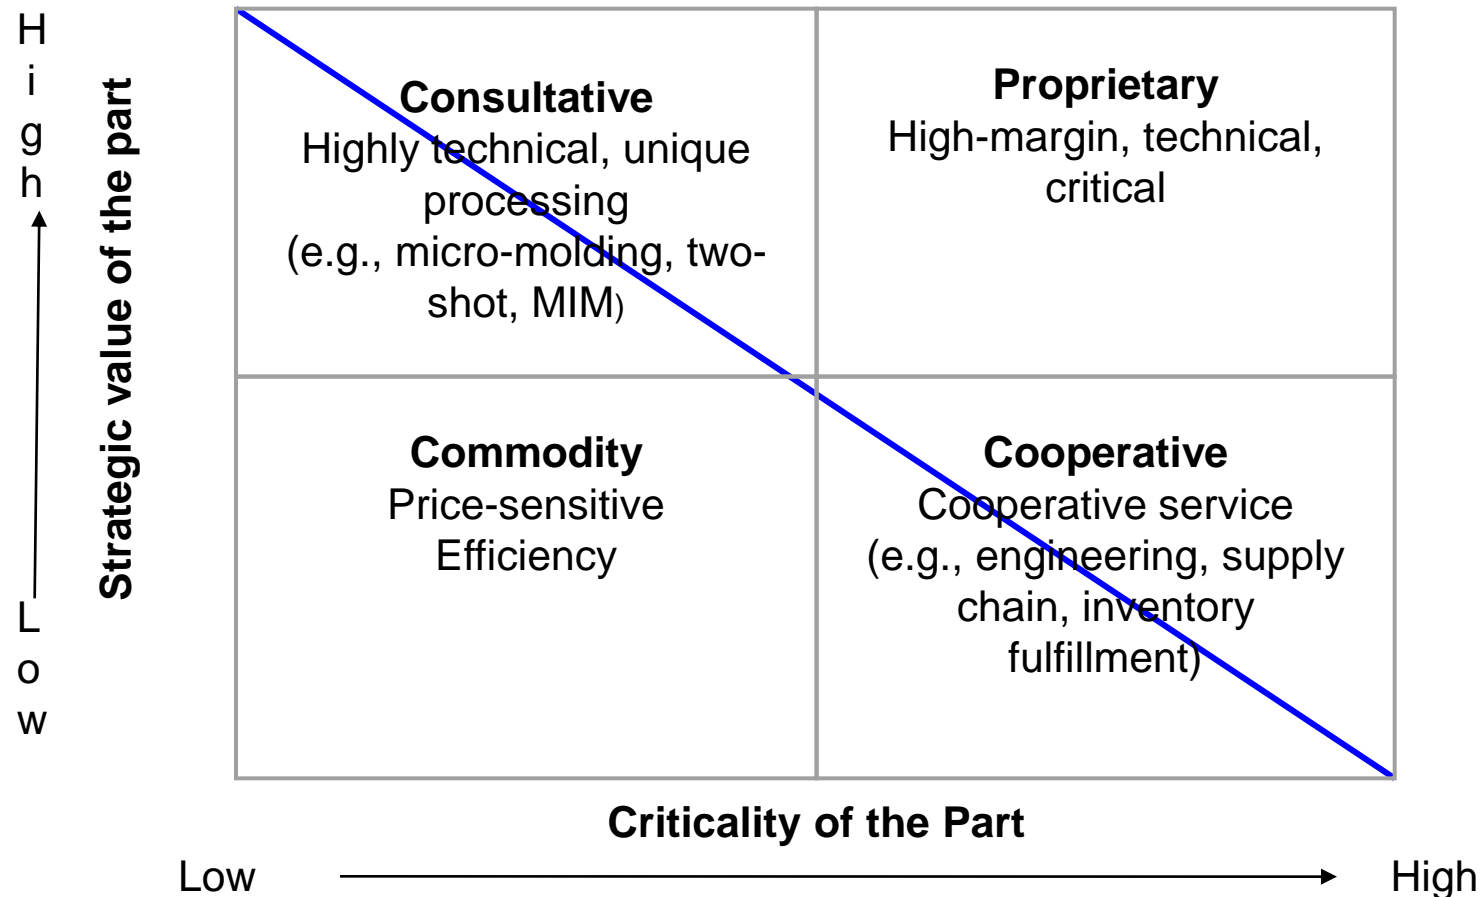 High
Strategic value of the part
Low
Consultative
Highly technical, unique
processing
(e.g., micro-molding, two-
shot, MIM)
Proprietary
High-margin, technical,
critical
Commodity
Price-sensitive
Efficiency
Cooperative
Cooperative service
(e.g., engineering, supply
chain, inventory
fulfillment)
Criticality of the Part
Low
High